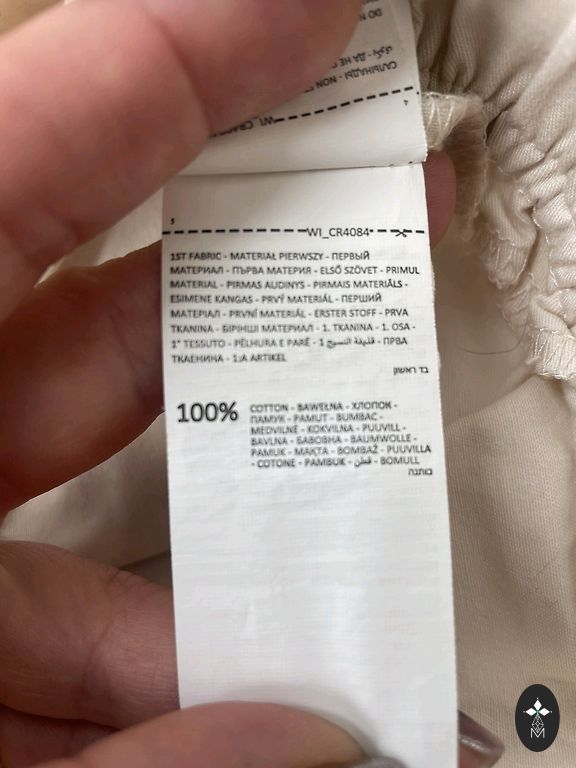 WI_CR4084
5
1ST FABRIC - MATERIAŁ PIERWSZY - ПЕРВЫЙ
МАТЕРИАЛ - ПЪРВА МАТЕРИЯ - ELSŐ SZÖVET - PRIMUL
MATERIAL - PIRMAS AUDINYS - PIRMAIS MATERIĀLS -
ESIMENE KANGAS - PRVÝ MATERIÁL - ПЕРШИЙ
МАТЕРІАЛ - PRVNÍ MATERIÁL - ERSTER STOFF - PRVA
TKANINA - БІРІНШІ МАТЕРИАЛ - 1. TKANINA - 1. OSA -
1° TESSUTO - PËLHURA E PARË - قليفة النسيج 1 - ПРВА
ТКАЕНИНА - 1:A ARTIKEL
בד ראשון
100% COTTON - BAWEŁNA - ХЛОПОК -
ПАМУК - PAMUT - BUMBAC -
MEDVILNĖ - KOKVILNA - PUUVILL -
BAVLNA - БАВОВНА - BAUMWOLLE -
PAMUK - МАҚТА - BOMBAŽ - PUUVILLA
- COTONE - PAMBUK - قطن - BOMULL
כותנה
M